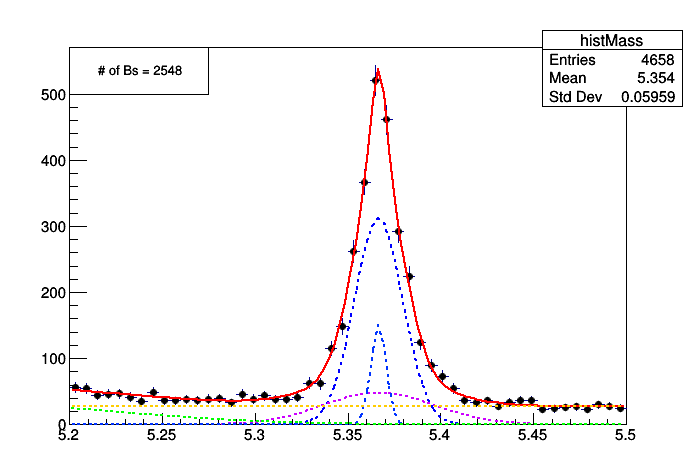 histMass
Entries 4658
Mean 5.354
Std Dev 0.05959
# of Bs = 2548
500
400
300
200
100
0
5.2 5.25 5.3 5.35 5.4 5.45 5.5